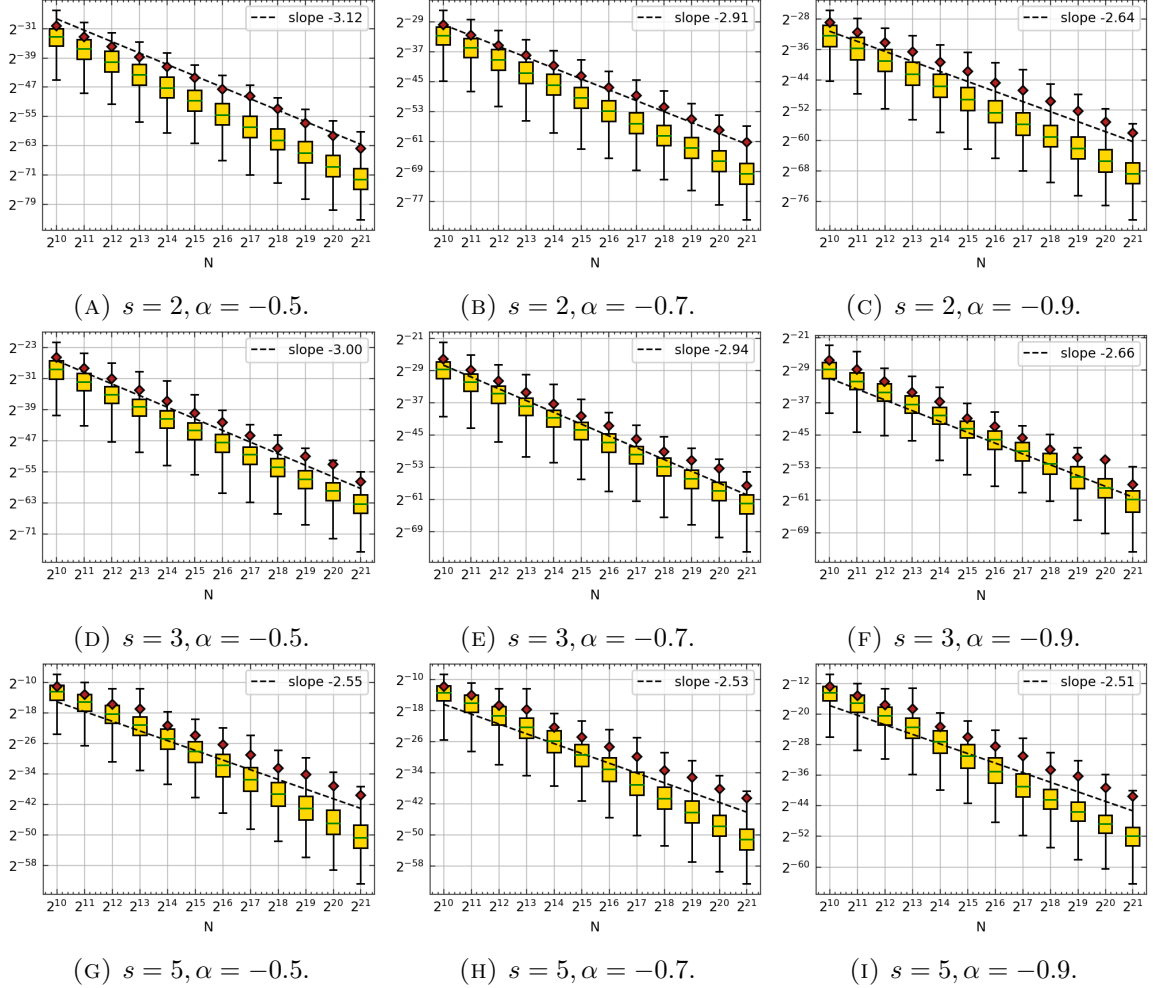 2^-31 2^-39 2^-47 2^-55 2^-63 2^-71 2^-79
slope -3.12
2^10 2^11 2^12 2^13 2^14 2^15 2^16 2^17 2^18 2^19 2^20 2^21
N
(A) s = 2, α = −0.5.
2^-29 2^-37 2^-45 2^-53 2^-61 2^-69 2^-77
slope -2.91
2^10 2^11 2^12 2^13 2^14 2^15 2^16 2^17 2^18 2^19 2^20 2^21
N
(B) s = 2, α = −0.7.
2^-28 2^-36 2^-44 2^-52 2^-60 2^-68 2^-76
slope -2.64
2^10 2^11 2^12 2^13 2^14 2^15 2^16 2^17 2^18 2^19 2^20 2^21
N
(C) s = 2, α = −0.9.
2^-23 2^-31 2^-39 2^-47 2^-55 2^-63 2^-71
slope -3.00
2^10 2^11 2^12 2^13 2^14 2^15 2^16 2^17 2^18 2^19 2^20 2^21
N
(D) s = 3, α = −0.5.
2^-21 2^-29 2^-37 2^-45 2^-53 2^-61 2^-69
slope -2.94
2^10 2^11 2^12 2^13 2^14 2^15 2^16 2^17 2^18 2^19 2^20 2^21
N
(E) s = 3, α = −0.7.
2^-21 2^-29 2^-37 2^-45 2^-53 2^-61 2^-69
slope -2.66
2^10 2^11 2^12 2^13 2^14 2^15 2^16 2^17 2^18 2^19 2^20 2^21
N
(F) s = 3, α = −0.9.
2^-10 2^-18 2^-26 2^-34 2^-42 2^-50 2^-58
slope -2.55
2^10 2^11 2^12 2^13 2^14 2^15 2^16 2^17 2^18 2^19 2^20 2^21
N
(G) s = 5, α = −0.5.
2^-10 2^-18 2^-26 2^-34 2^-42 2^-50 2^-58
slope -2.53
2^10 2^11 2^12 2^13 2^14 2^15 2^16 2^17 2^18 2^19 2^20 2^21
N
(H) s = 5, α = −0.7.
2^-12 2^-20 2^-28 2^-36 2^-44 2^-52 2^-60
slope -2.51
2^10 2^11 2^12 2^13 2^14 2^15 2^16 2^17 2^18 2^19 2^20 2^21
N
(I) s = 5, α = −0.9.